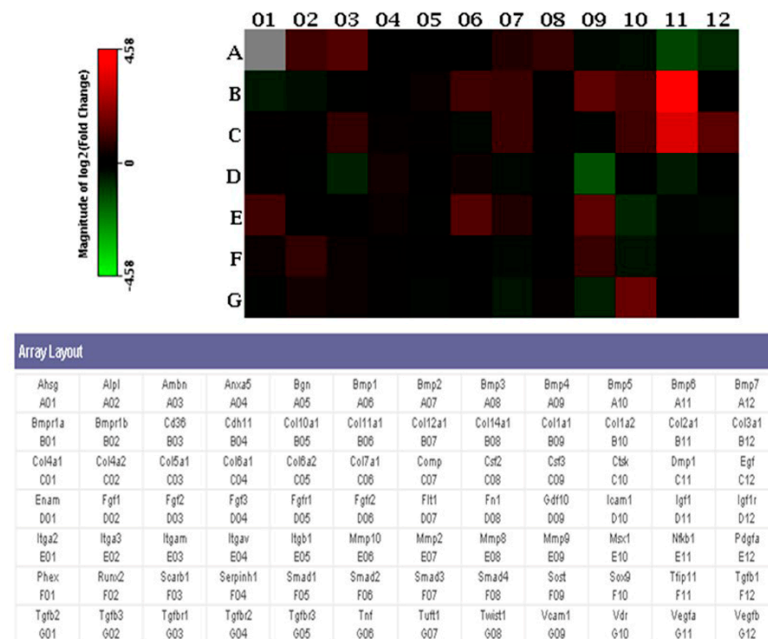 01 02 03 04 05 06 07 08 09 10 11 12
A
B
C
D
E
F
G
4.58
0
-4.58
Magnitude of log2(Fold Change)
Array Layout
Ahsg Alpl Ambn Anxa5 Bgn Bmp1 Bmp2 Bmp3 Bmp4 Bmp5 Bmp6 Bmp7
A01 A02 A03 A04 A05 A06 A07 A08 A09 A10 A11 A12
Bmpr1a Bmpr1b Cd36 Cdh11 Col10a1 Col11a1 Col12a1 Col14a1 Col1a1 Col1a2 Col2a1 Col3a1
B01 B02 B03 B04 B05 B06 B07 B08 B09 B10 B11 B12
Col4a1 Col4a2 Col5a1 Col6a1 Col6a2 Col7a1 Comp Csf2 Csf3 Ctsk Dmp1 Egf
C01 C02 C03 C04 C05 C06 C07 C08 C09 C10 C11 C12
Enam Fgf1 Fgf2 Fgf3 Fgfr1 Fgfr2 Flt1 Fn1 Gdf10 Icam1 Igf1 Igf1r
D01 D02 D03 D04 D05 D06 D07 D08 D09 D10 D11 D12
Itga2 Itga3 Itgam Itgav Itgb1 Mmp10 Mmp2 Mmp8 Mmp9 Msx1 Nfkb1 Pdgfa
E01 E02 E03 E04 E05 E06 E07 E08 E09 E10 E11 E12
Phex Runx2 Scarb1 Serpinh1 Smad1 Smad2 Smad3 Smad4 Sost Sox9 Tfip11 Tgfb1
F01 F02 F03 F04 F05 F06 F07 F08 F09 F10 F11 F12
Tgfb2 Tgfb3 Tgfbr1 Tgfbr2 Tgfbr3 Tnf Tuft1 Twist1 Vcam1 Vdr Vegfa Vegfb
G01 G02 G03 G04 G05 G06 G07 G08 G09 G10 G11 G12